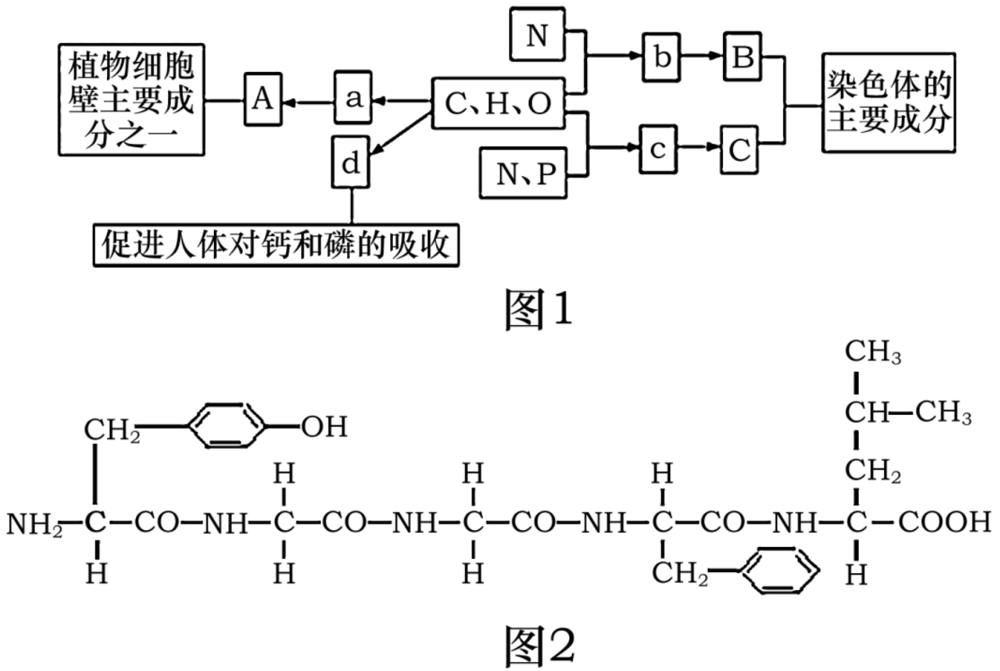 植物细胞
壁主要成
分之一
A
a
C、H、O
N
b
B
N、P
c
C
染色体的
主要成分
d
促进人体对钙和磷的吸收
图1
CH₃
CH—CH₃
CH₂
CH₂ OH
H H H
NH₂—C—CO—NH—C—CO—NH—C—CO—NH—C—CO—NH—C—COOH
H H H CH₂ H
图2